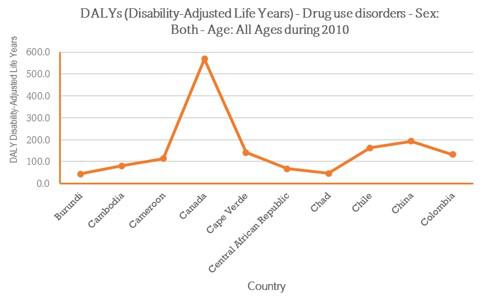 DALYs (Disability-Adjusted Life Years) - Drug use disorders - Sex:
Both - Age: All Ages during 2010
DALY Disability-Adjusted Life Years
600.0
500.0
400.0
300.0
200.0
100.0
0.0
Burundi
Cambodia
Cameroon
Canada
Cape Verde
Central African Republic
Chad
Chile
China
Colombia
Country